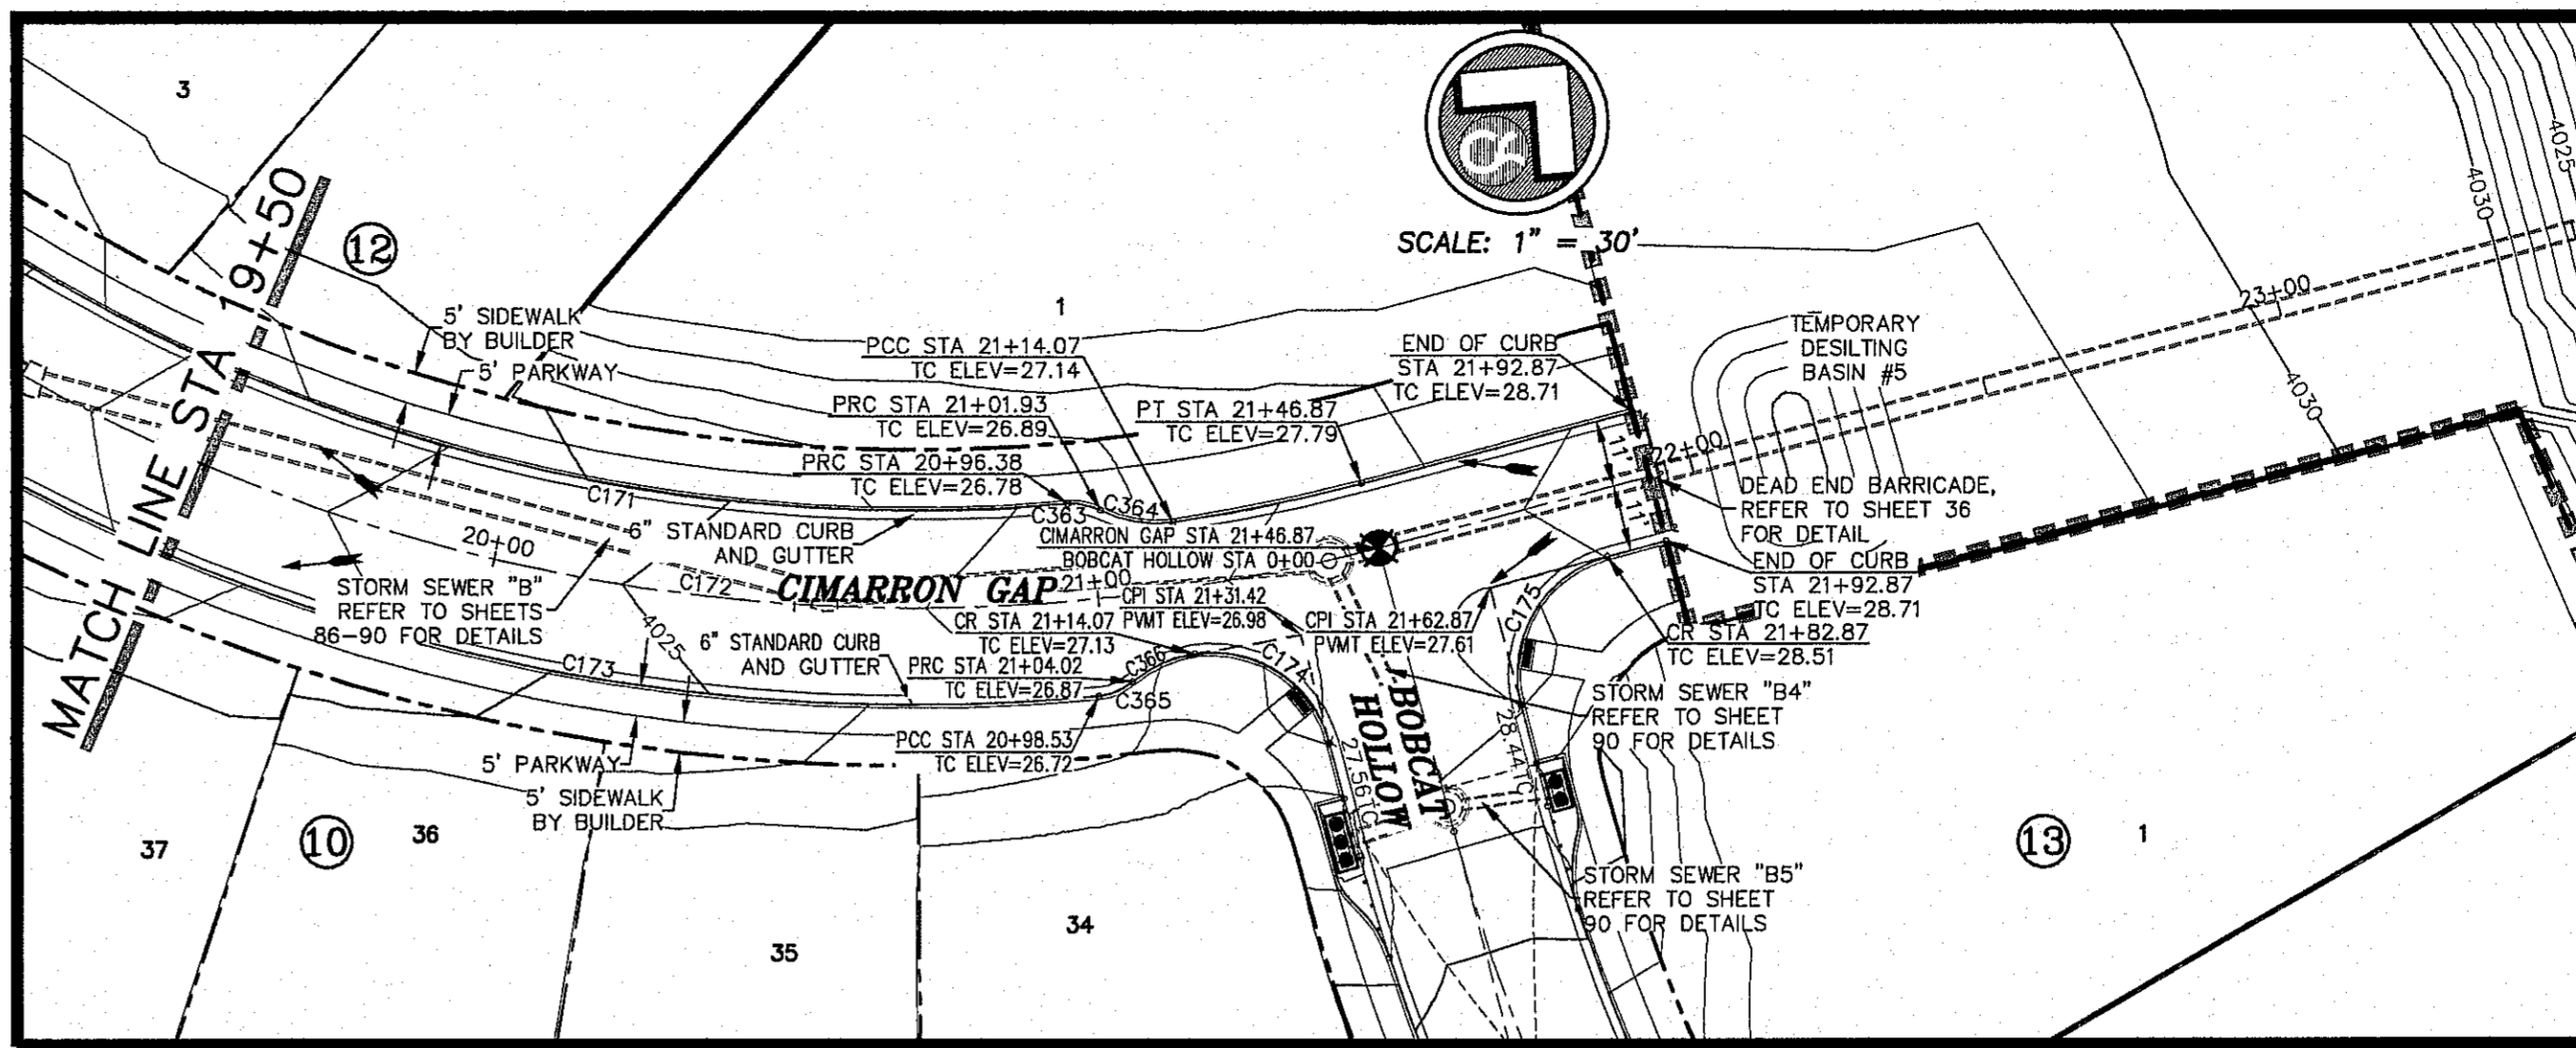 3
MATCH LINE STA 19+50
12
5' SIDEWALK
BY BUILDER
5' PARKWAY
1
PCC STA 21+14.07
TC ELEV=27.14
PRC STA 21+01.93
TC ELEV=26.89
PRC STA 20+96.38
TC ELEV=26.78
PT STA 21+46.87
TC ELEV=27.79
END OF CURB
STA 21+92.87
TC ELEV=28.71
SCALE: 1" = 30'
TEMPORARY
DESILTING
BASIN #5
22+00
23+00
4030
4025
4030
11'
11'
DEAD END BARRICADE,
REFER TO SHEET 36
FOR DETAIL
END OF CURB
STA 21+92.87
TC ELEV=28.71
CR STA 21+82.87
TC ELEV=28.51
C171
C363
C364
6" STANDARD CURB
AND GUTTER
CIMARRON GAP STA 21+46.87
BOBCAT HOLLOW STA 0+00
20+00
C172
CIMARRON GAP
21+00
STORM SEWER "B"
REFER TO SHEETS
86-90 FOR DETAILS
CPI STA 21+31.42
PVMT ELEV=26.98
CPI STA 21+62.87
PVMT ELEV=27.61
CR STA 21+14.07
TC ELEV=27.13
PRC STA 21+04.02
TC ELEV=26.87
4025
6" STANDARD CURB
AND GUTTER
C173
C366
C365
C174
C175
PCC STA 20+98.53
TC ELEV=26.72
BOBCAT
HOLLOW
27.56 TC
28.44 TC
STORM SEWER "B4"
REFER TO SHEET
90 FOR DETAILS
5' PARKWAY
5' SIDEWALK
BY BUILDER
STORM SEWER "B5"
REFER TO SHEET
90 FOR DETAILS
37
10
36
35
34
13
1